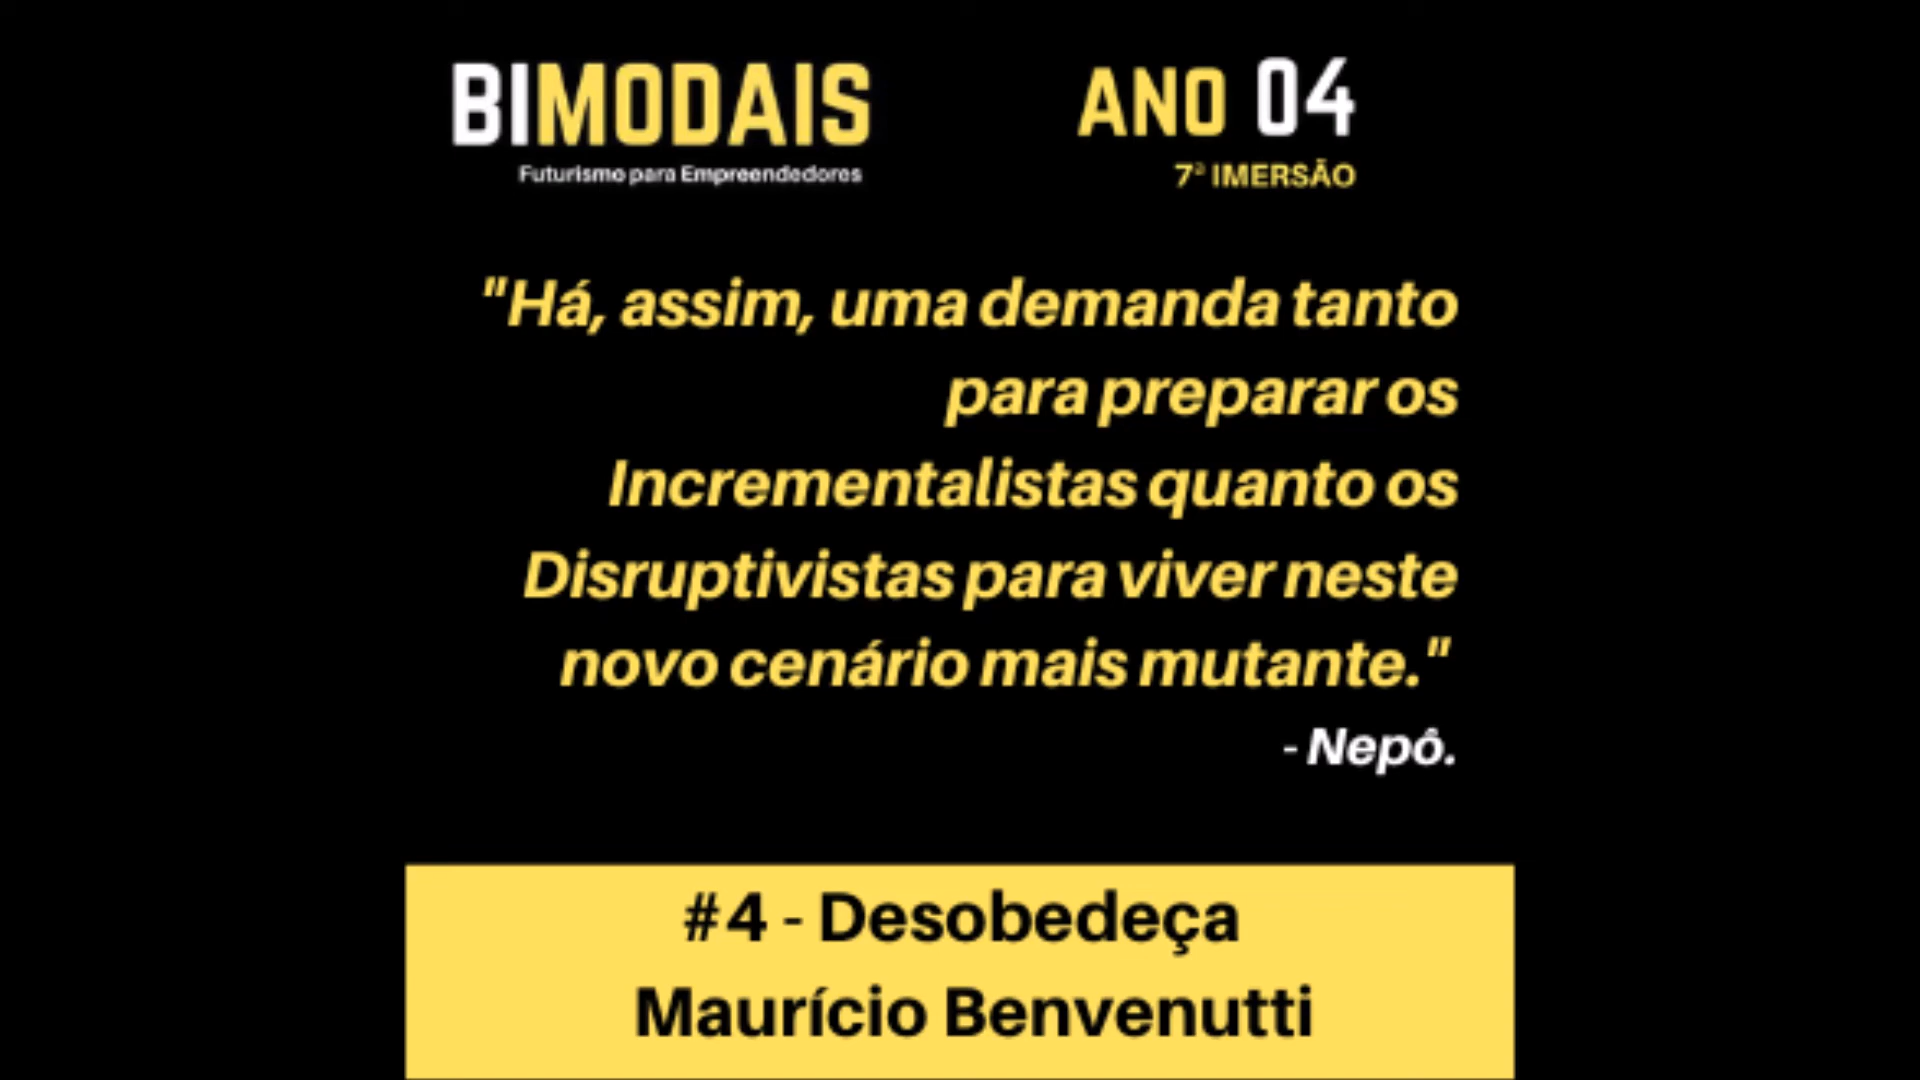 BIMODAIS
Futurismo para Empreendedores
ANO 04
7ª IMERSÃO
"Há, assim, uma demanda tanto
para preparar os
Incrementalistas quanto os
Disruptivistas para viver neste
novo cenário mais mutante."
- Nepô.
#4 - Desobedeça
Maurício Benvenutti